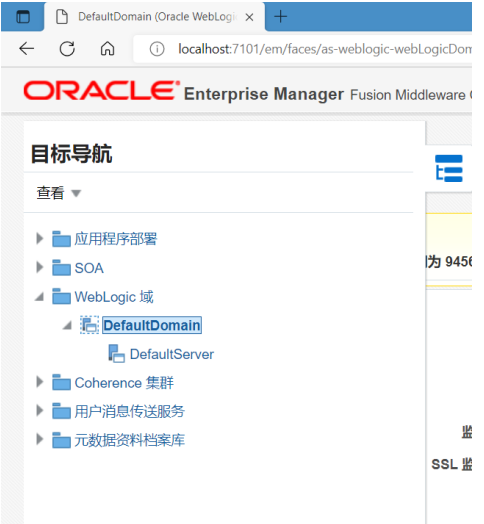 DefaultDomain (Oracle WebLogi
localhost:7101/em/faces/as-weblogic-webLogicDom
ORACLE Enterprise Manager Fusion Middleware
目标导航
查看
应用程序部署
SOA
WebLogic 域
DefaultDomain
DefaultServer
Coherence 集群
用户消息传送服务
元数据资料档案库
为 9456
监
SSL 监